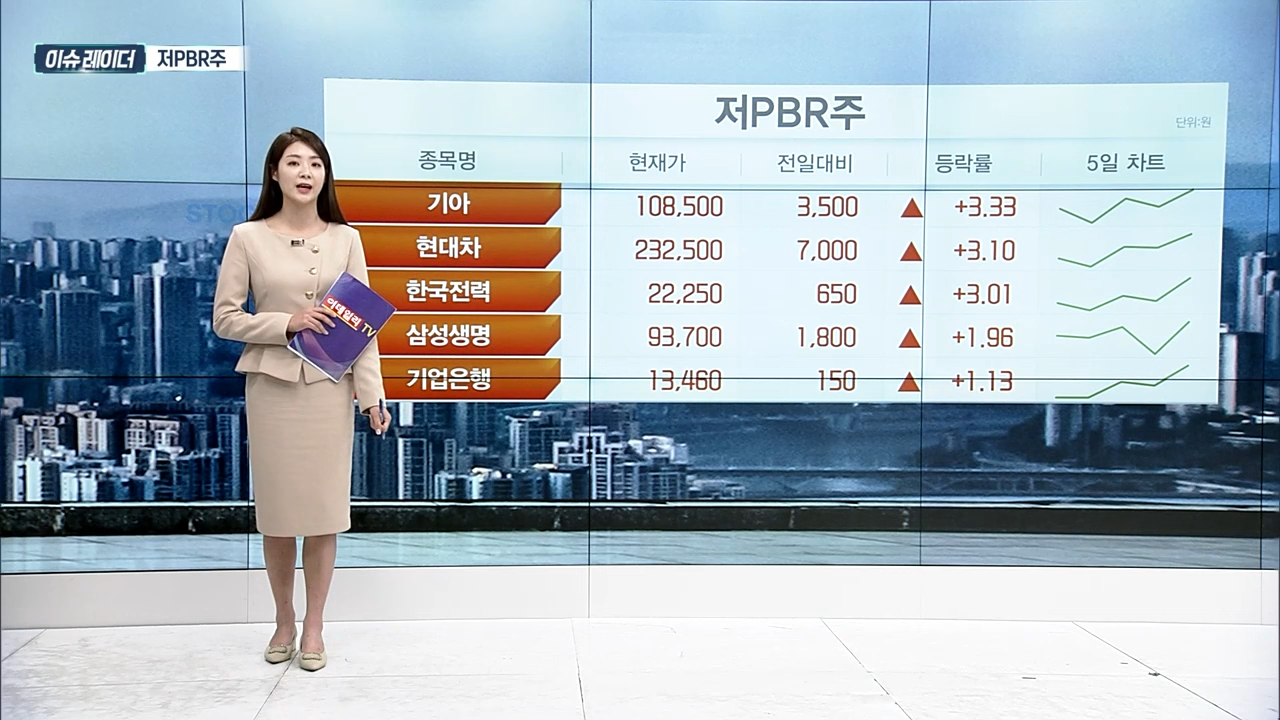 이슈 레이더 저PBR주
저PBR주
단위:원
종목명 현재가 전일대비 등락률 5일 차트
기아 108,500 3,500 ▲ +3.33
현대차 232,500 7,000 ▲ +3.10
한국전력 22,250 650 ▲ +3.01
삼성생명 93,700 1,800 ▲ +1.96
기업은행 13,460 150 ▲ +1.13
이데일리 TV